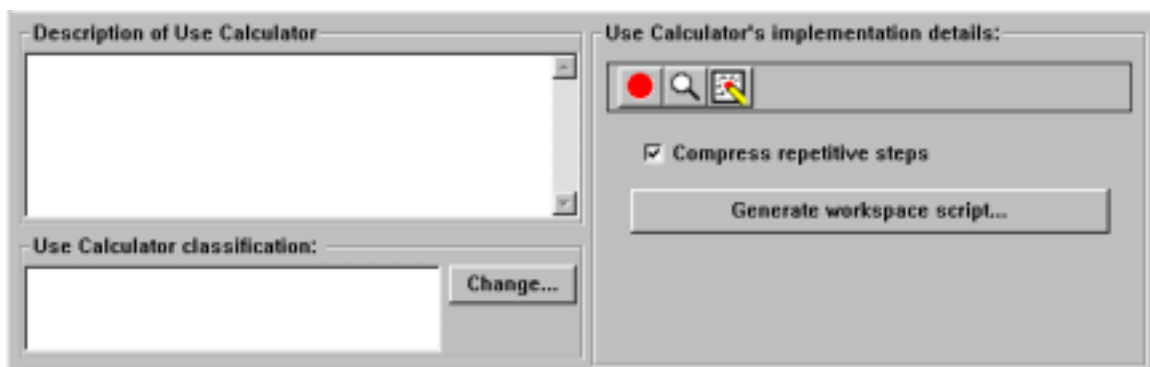 Description of Use Calculator
Use Calculator classification:
Change...
Use Calculator's implementation details:
Compress repetitive steps
Generate workspace script...